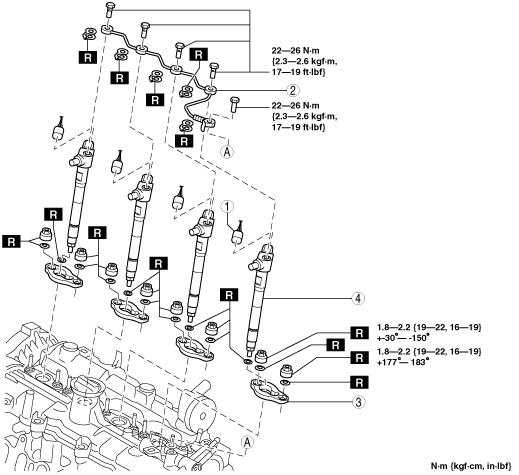 R
R
22—26 N·m
{2.3—2.6 kgf·m,
17—19 ft·lbf}
R
R
2
22—26 N·m
{2.3—2.6 kgf·m,
17—19 ft·lbf}
R
A
1
R
R
R
R
R
4
R
1.8—2.2 {19—22, 16—19}
+-30°— -150°
R
R
1.8—2.2 {19—22, 16—19}
+177°— 183°
R
3
A
N·m {kgf·cm, in·lbf}